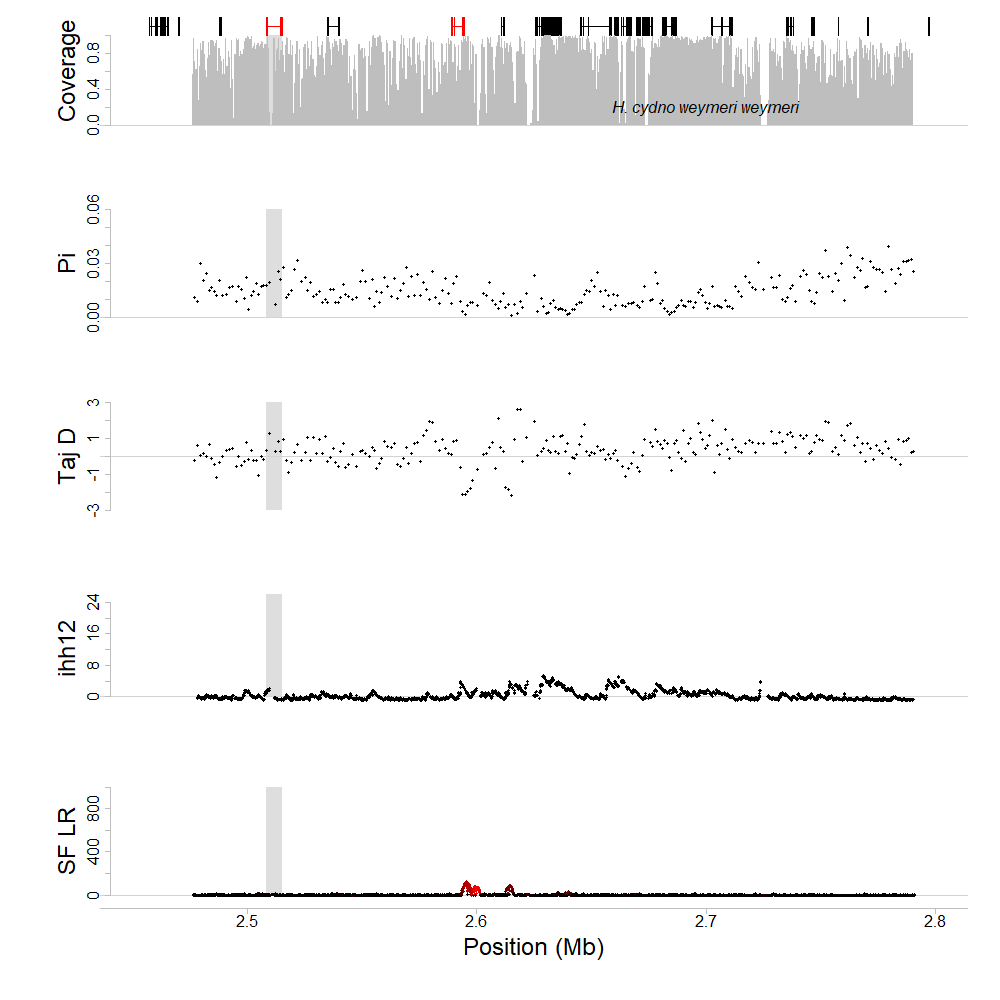 Coverage
0.8
0.4
0.0
H. cydno weymeri weymeri
Pi
0.06
0.03
0.00
Taj D
3
1
-1
-3
ihh12
24
16
8
0
SF LR
800
400
0
2.5 2.6 2.7 2.8
Position (Mb)